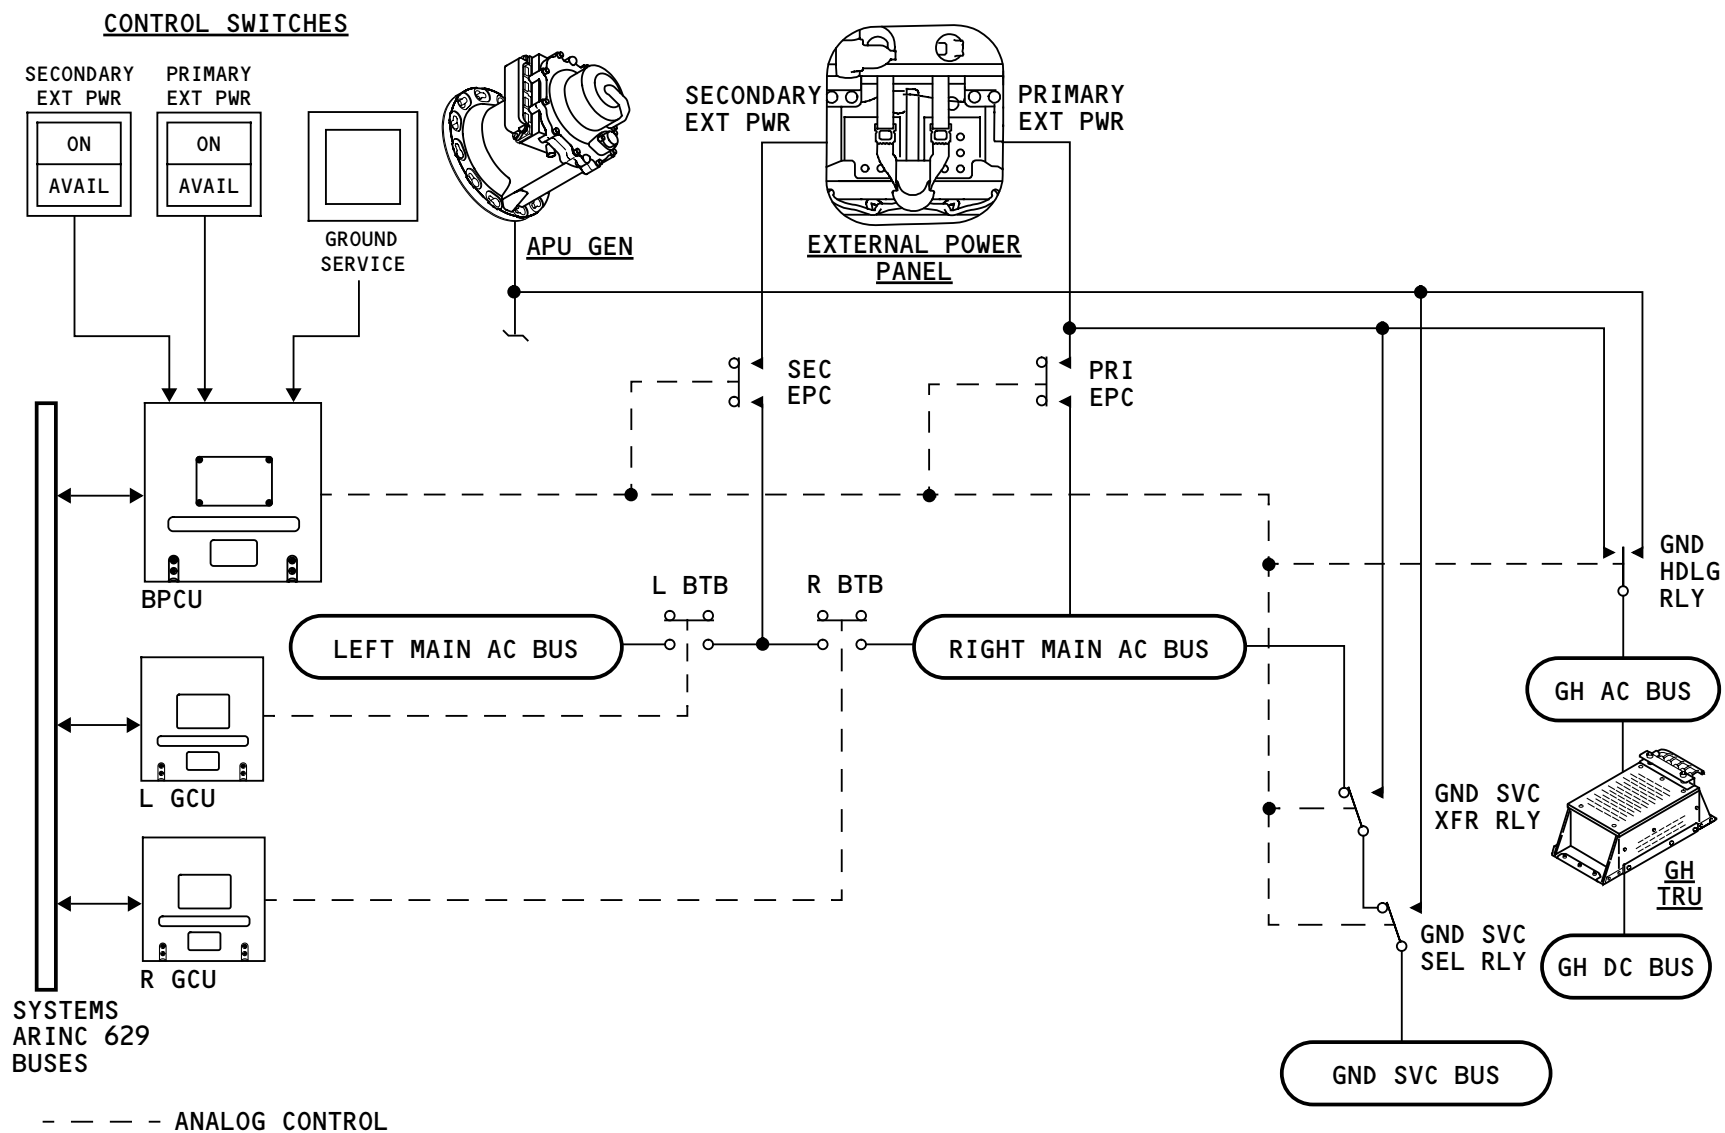 CONTROL SWITCHES
SECONDARY
EXT PWR
PRIMARY
EXT PWR
ON
AVAIL
ON
AVAIL
GROUND
SERVICE
APU GEN
SECONDARY
EXT PWR
PRIMARY
EXT PWR
EXTERNAL POWER
PANEL
SEC
EPC
PRI
EPC
BPCU
L BTB
R BTB
GND
HDLG
RLY
LEFT MAIN AC BUS
RIGHT MAIN AC BUS
GH AC BUS
L GCU
GND SVC
XFR RLY
GH
TRU
R GCU
GND SVC
SEL RLY
GH DC BUS
SYSTEMS
ARINC 629
BUSES
GND SVC BUS
ANALOG CONTROL